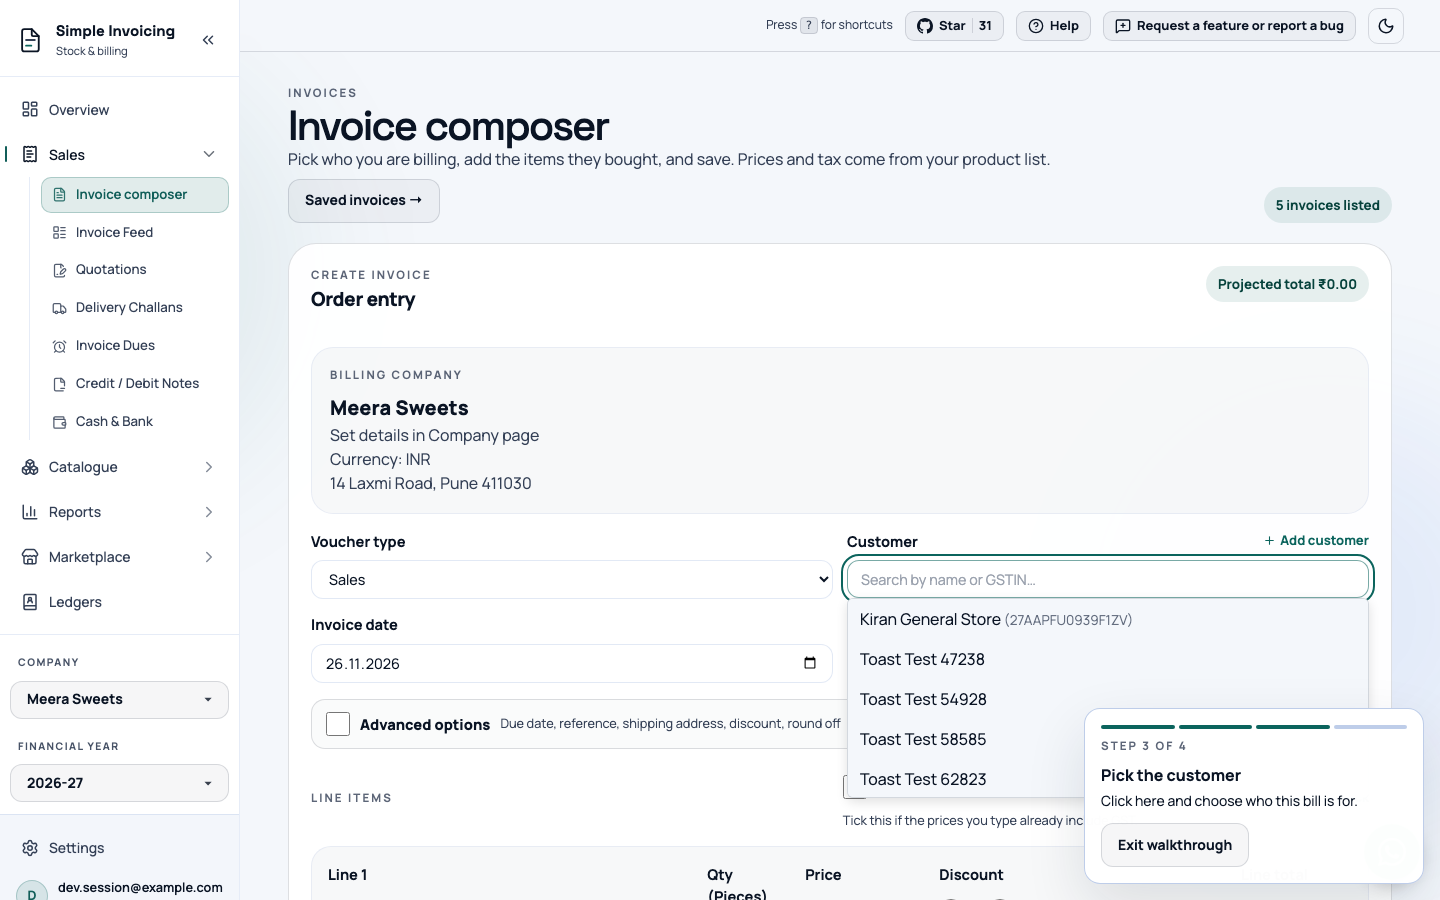 Simple Invoicing
Stock & billing
Press ? for shortcuts
Star 31
Help
Request a feature or report a bug
Overview
Sales
Invoice composer
Invoice Feed
Quotations
Delivery Challans
Invoice Dues
Credit / Debit Notes
Cash & Bank
Catalogue
Reports
Marketplace
Ledgers
COMPANY
Meera Sweets
FINANCIAL YEAR
2026-27
Settings
D
dev.session@example.com
INVOICES
Invoice composer
Pick who you are billing, add the items they bought, and save. Prices and tax come from your product list.
Saved invoices →
5 invoices listed
CREATE INVOICE
Order entry
Projected total ₹0.00
BILLING COMPANY
Meera Sweets
Set details in Company page
Currency: INR
14 Laxmi Road, Pune 411030
Voucher type
Sales
Customer
+ Add customer
Search by name or GSTIN...
Kiran General Store (27AAPFU0939F1ZV)
Toast Test 47238
Toast Test 54928
Toast Test 58585
Toast Test 62823
Invoice date
26.11.2026
Advanced options Due date, reference, shipping address, discount, round off
LINE ITEMS
Tick this if the prices you type already inc
Line 1
Qty
(Pieces)
Price
Discount
STEP 3 OF 4
Pick the customer
Click here and choose who this bill is for.
Exit walkthrough